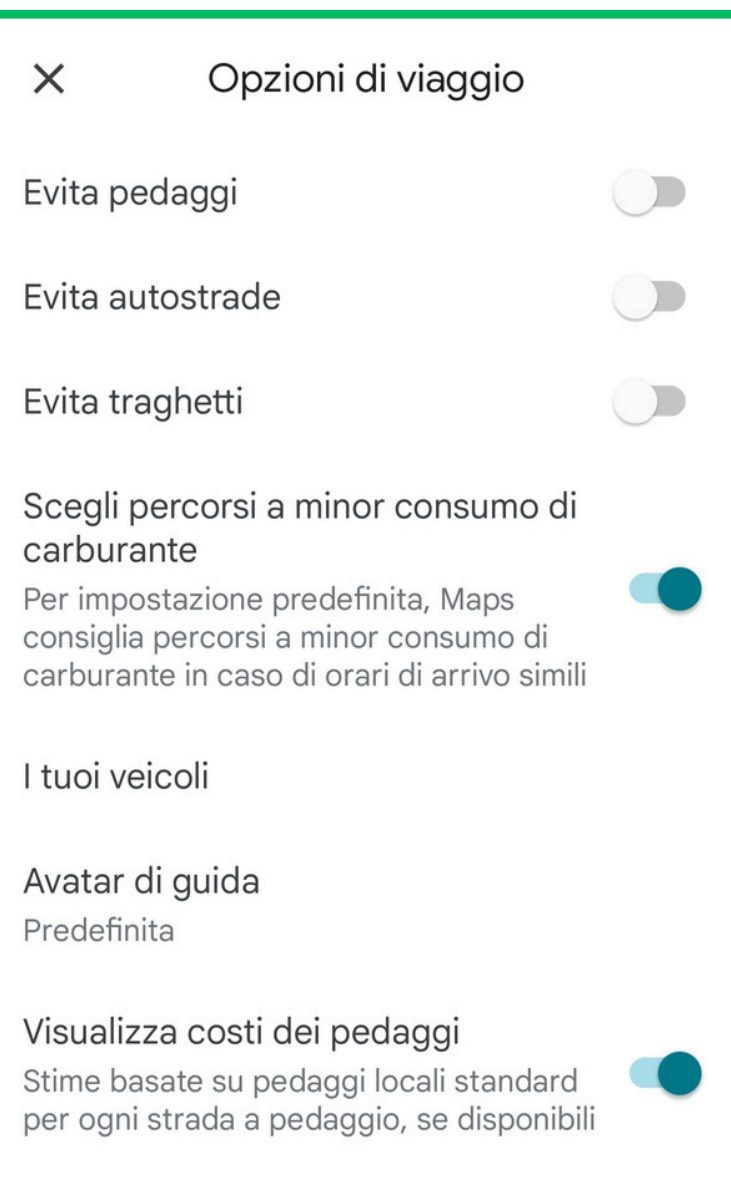 Opzioni di viaggio
Evita pedaggi
Evita autostrade
Evita traghetti
Scegli percorsi a minor consumo di
carburante
Per impostazione predefinita, Maps
consiglia percorsi a minor consumo di
carburante in caso di orari di arrivo simili
I tuoi veicoli
Avatar di guida
Predefinita
Visualizza costi dei pedaggi
Stime basate su pedaggi locali standard
per ogni strada a pedaggio, se disponibili